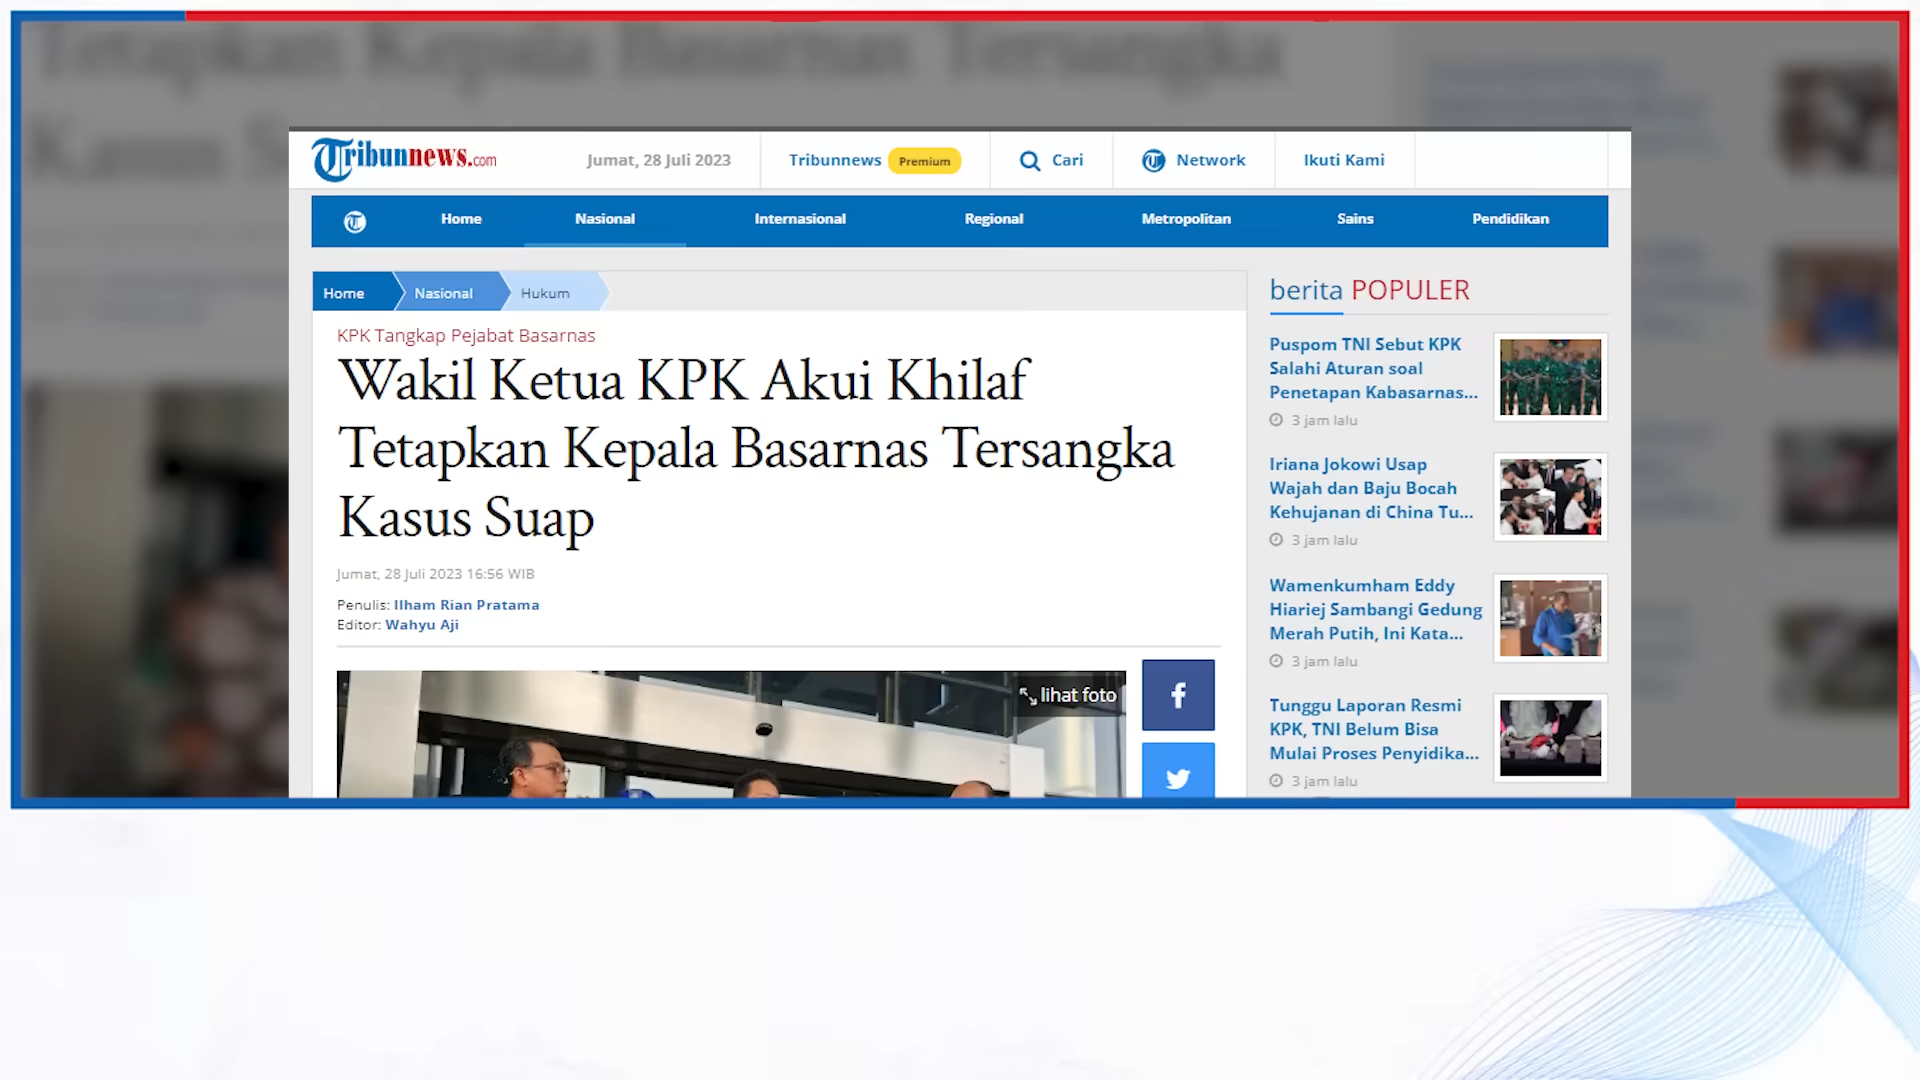 Tetapkan Kepala Basarnas Tersangka
Tribunnews.com
Jumat, 28 Juli 2023
Tribunnews Premium
Cari
Network
Ikuti Kami
Home
Nasional
Internasional
Regional
Metropolitan
Sains
Pendidikan
Home
Nasional
Hukum
KPK Tangkap Pejabat Basarnas
Wakil Ketua KPK Akui Khilaf
Tetapkan Kepala Basarnas Tersangka
Kasus Suap
Jumat, 28 Juli 2023 16:56 WIB
Penulis: Ilham Rian Pratama
Editor: Wahyu Aji
lihat foto
berita POPULER
Puspom TNI Sebut KPK
Salahi Aturan soal
Penetapan Kabasarnas...
3 jam lalu
Iriana Jokowi Usap
Wajah dan Baju Bocah
Kehujanan di China Tu...
3 jam lalu
Wamenkumham Eddy
Hiariej Sambangi Gedung
Merah Putih, Ini Kata...
3 jam lalu
Tunggu Laporan Resmi
KPK, TNI Belum Bisa
Mulai Proses Penyidika...
3 jam lalu